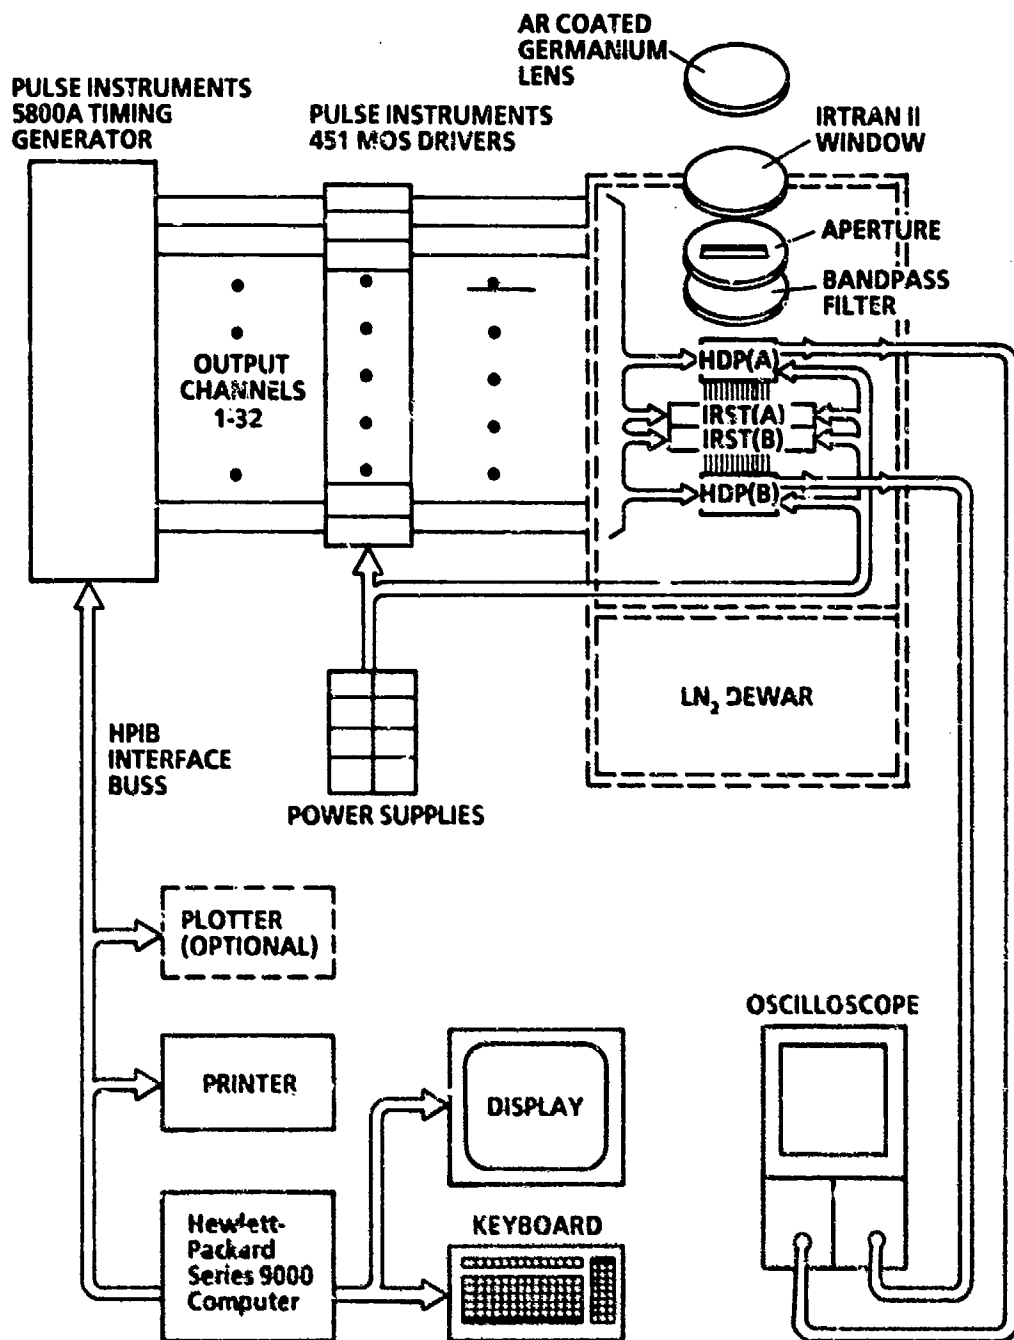 AR COATED
GERMANIUM
LENS
PULSE INSTRUMENTS
5800A TIMING
GENERATOR
PULSE INSTRUMENTS
451 MOS DRIVERS
IRTRAN II
WINDOW
APERTURE
BANDPASS
FILTER
OUTPUT
CHANNELS
1-32
HDP(A)
IRST(A)
IRST(B)
HDP(B)
LN₂ DEWAR
HPIB
INTERFACE
BUSS
POWER SUPPLIES
PLOTTER
(OPTIONAL)
OSCILLOSCOPE
PRINTER
DISPLAY
KEYBOARD
Hewlett-
Packard
Series 9000
Computer